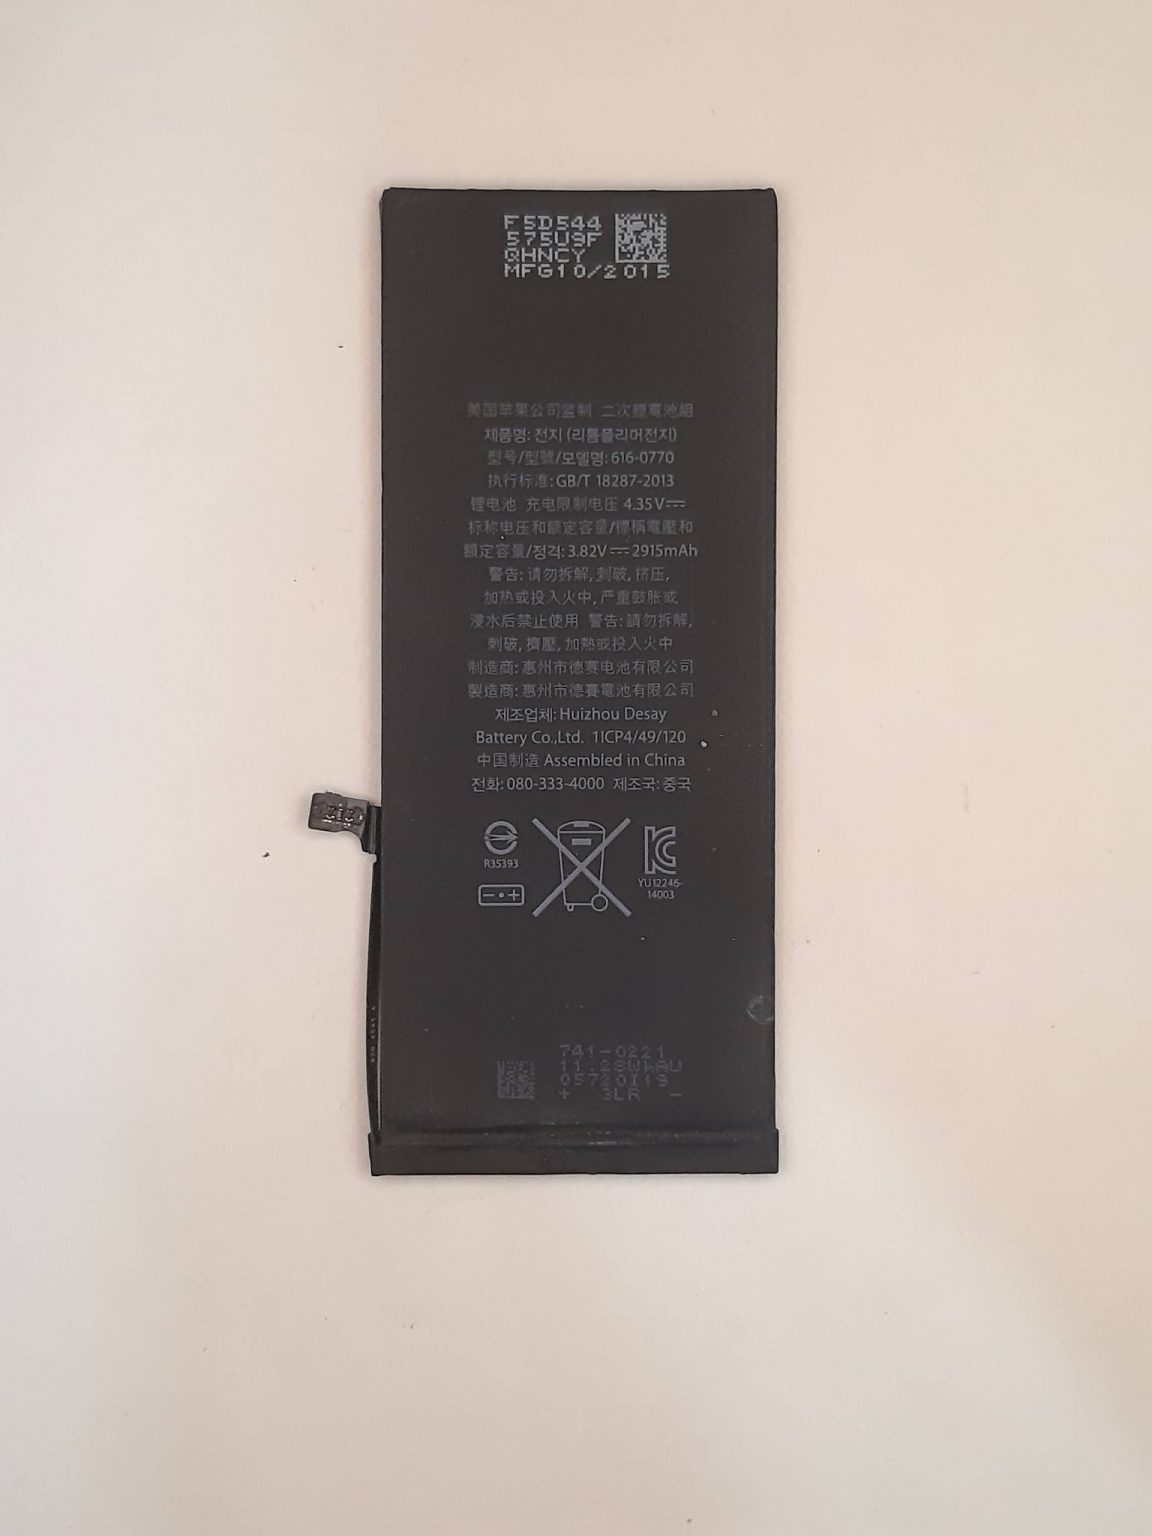 F5D544
575U9F
QHNCY
MFG10/2015
美国苹果公司监制 二次鋰電池組
제품명: 전지 (리튬폴리머전지)
型号/型號/모델명: 616-0770
执行标准: GB/T 18287-2013
锂电池 充电限制电压 4.35V⎓
标称电压和额定容量/標稱電壓和
額定容量/정격: 3.82V ⎓ 2915mAh
警告: 请勿拆解, 刺破, 挤压,
加热或投入火中, 严重鼓胀或
浸水后禁止使用 警告: 請勿拆解,
刺破, 擠壓, 加熱或投入火中
制造商: 惠州市德赛电池有限公司
製造商: 惠州市德賽電池有限公司
제조업체: Huizhou Desay
Battery Co.,Ltd. 1ICP4/49/120
中国制造 Assembled in China
전화: 080-333-4000 제조국: 중국
R35393
YU12246-
14003
741-0221
11.28WhAU
05720I19
+ 3LR -